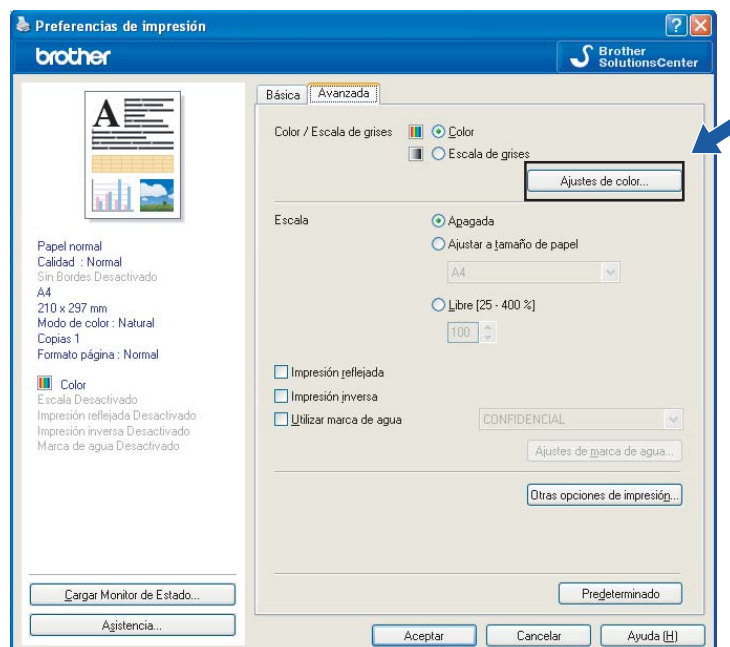 Preferencias de impresión
brother
Brother
SolutionsCenter
A
Papel normal
Calidad : Normal
Sin Bordes Desactivado
A4
210 x 297 mm
Modo de color : Natural
Copias 1
Formato página : Normal
Color
Escala Desactivado
Impresión reflejada Desactivado
Impresión inversa Desactivado
Marca de agua Desactivado
Cargar Monitor de Estado...
Asistencia...
Básica Avanzada
Color / Escala de grises
Color
Escala de grises
Ajustes de color...
Escala
Apagada
Ajustar a tamaño de papel
A4
Libre [25 - 400 %]
100
Impresión reflejada
Impresión inversa
Utilizar marca de agua
CONFIDENCIAL
Ajustes de marca de agua...
Otras opciones de impresión...
Predeterminado
Aceptar Cancelar Ayuda (H)